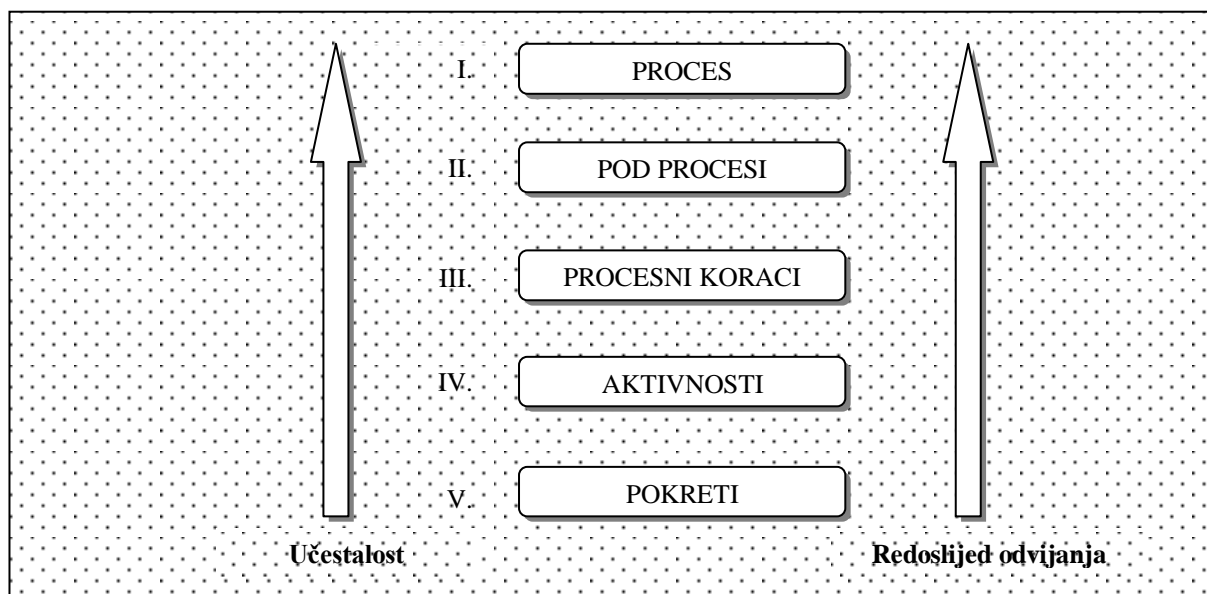 I. PROCES
II. POD PROCESI
III. PROCESNI KORACI
IV. AKTIVNOSTI
V. POKRETI
Učestalost Redoslijed odvijanja